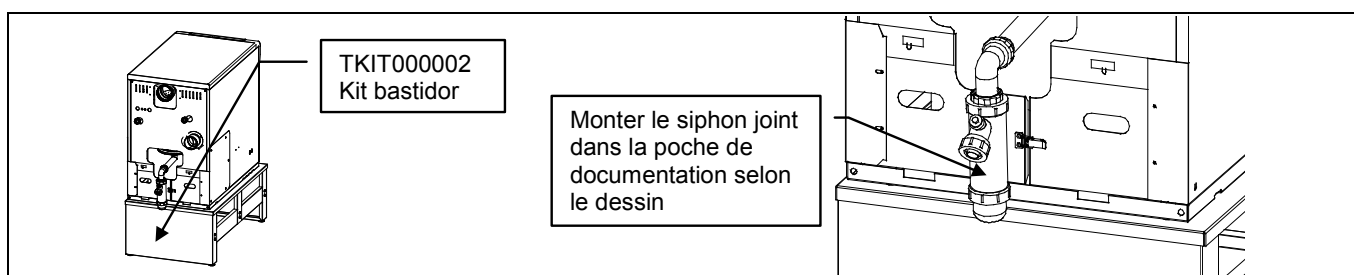 TKIT000002
Kit bastidor
Monter le siphon joint
dans la poche de
documentation selon
le dessin